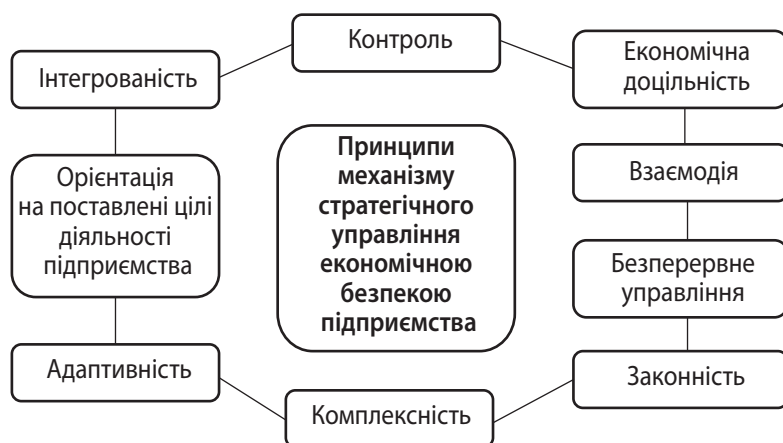 Контроль
Інтегрованість
Економічна
доцільність
Орієнтація
на поставлені цілі
діяльності
підприємства
Принципи
механізму
стратегічного
управління
економічною
безпекою
підприємства
Взаємодія
Безперервне
управління
Адаптивність
Законність
Комплексність